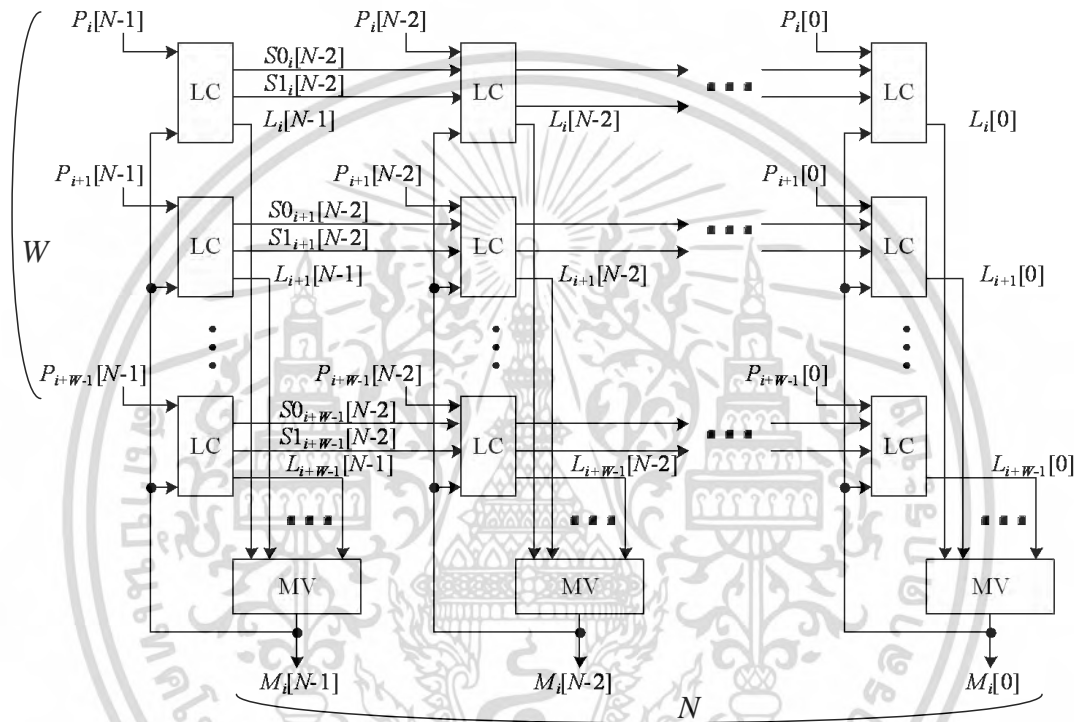 P_i[N-1] P_i[N-2] P_i[0]
LC S0_i[N-2] LC LC
S1_i[N-2]
L_i[N-1] L_i[N-2] L_i[0]
P_{i+1}[N-1] P_{i+1}[N-2] P_{i+1}[0]
LC S0_{i+1}[N-2] LC LC
S1_{i+1}[N-2]
W
L_{i+1}[N-1] L_{i+1}[N-2] L_{i+1}[0]
P_{i+W-1}[N-1] P_{i+W-1}[N-2] P_{i+W-1}[0]
LC S0_{i+W-1}[N-2] LC LC
S1_{i+W-1}[N-2]
L_{i+W-1}[N-1] L_{i+W-1}[N-2] L_{i+W-1}[0]
MV MV MV
M_i[N-1] M_i[N-2] M_i[0]
N